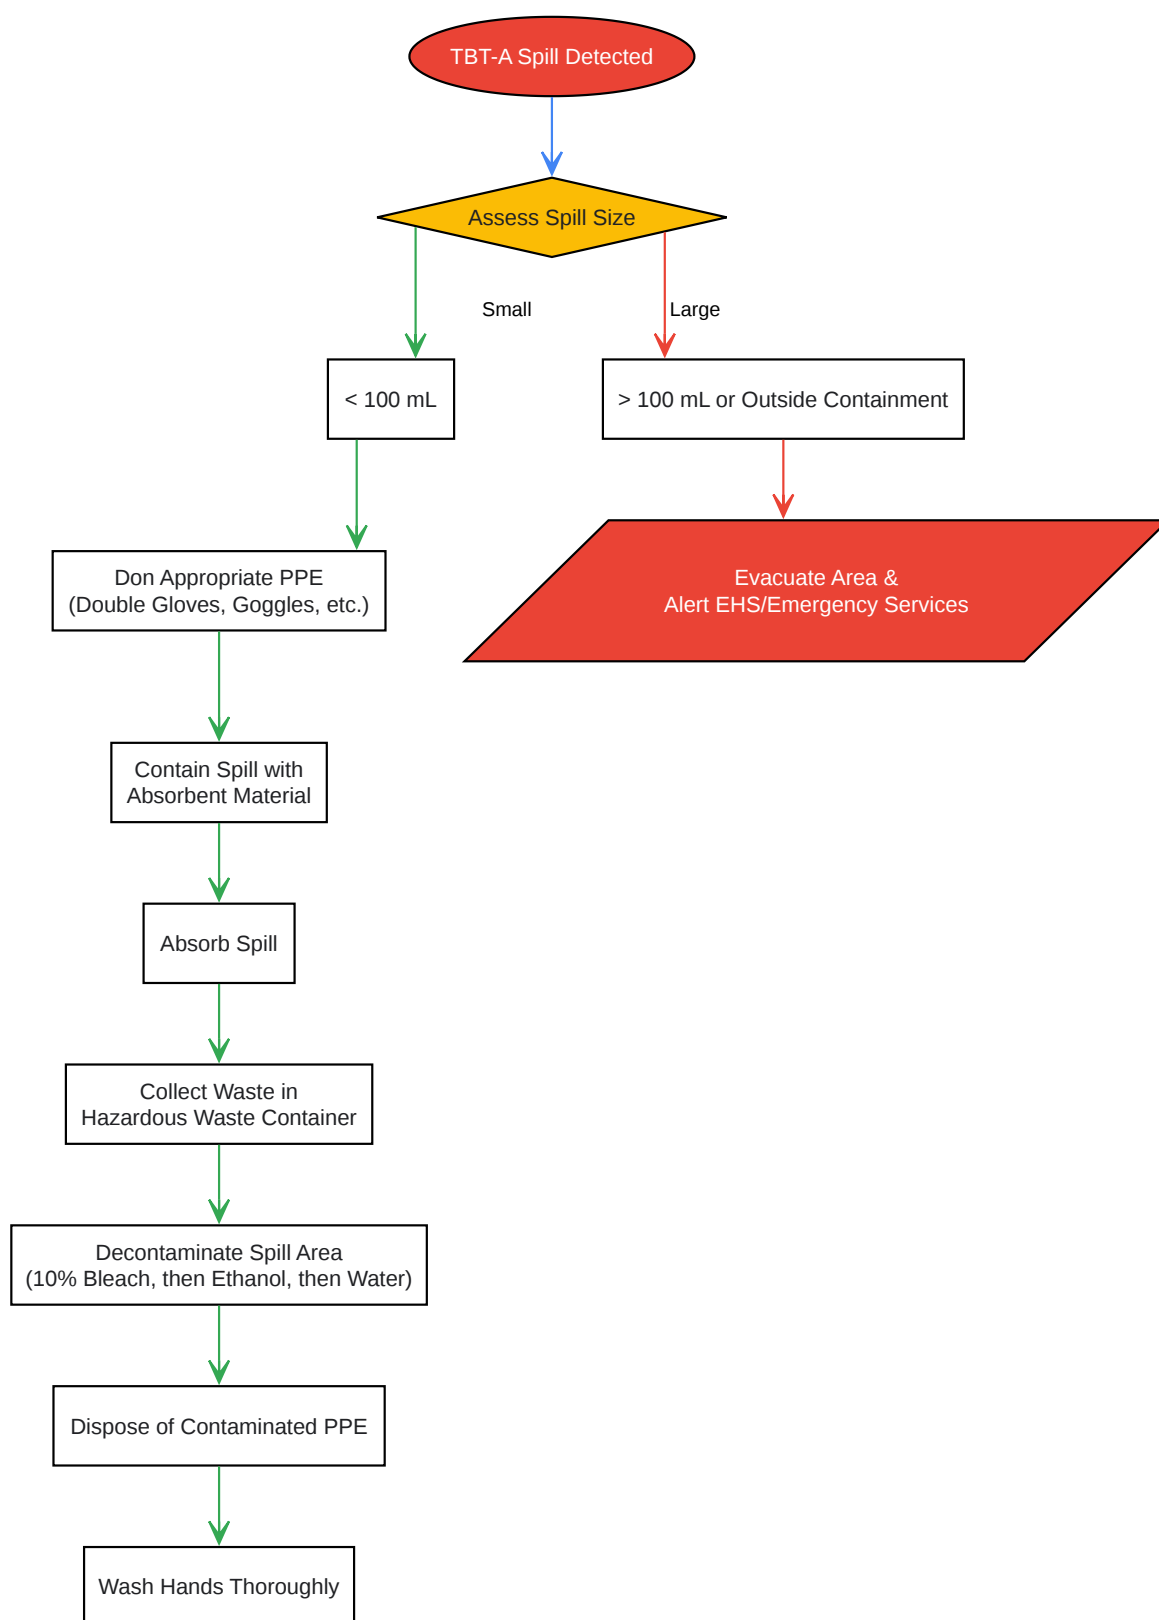 TBT-A Spill Detected
Assess Spill Size
Small
Large
< 100 mL
> 100 mL or Outside Containment
Don Appropriate PPE
(Double Gloves, Goggles, etc.)
Evacuate Area &
Alert EHS/Emergency Services
Contain Spill with
Absorbent Material
Absorb Spill
Collect Waste in
Hazardous Waste Container
Decontaminate Spill Area
(10% Bleach, then Ethanol, then Water)
Dispose of Contaminated PPE
Wash Hands Thoroughly